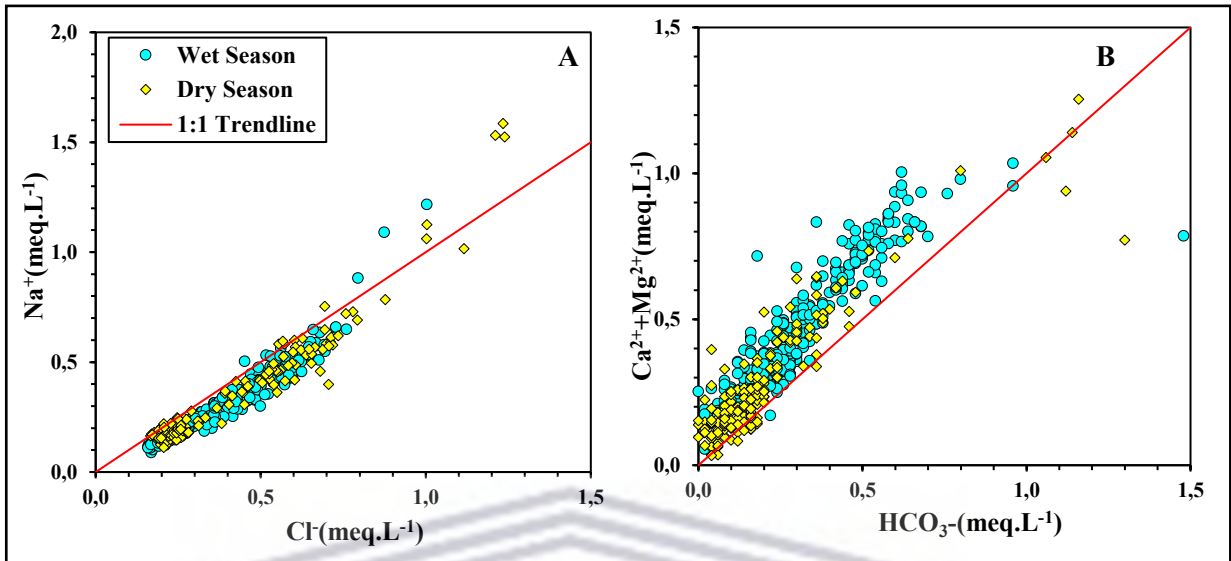 A
Wet Season
Dry Season
1:1 Trendline
Na⁺(meq.L⁻¹)
2,0
1,5
1,0
0,5
0,0
0,0 0,5 1,0 1,5
Cl⁻(meq.L⁻¹)
B
Ca²⁺+Mg²⁺(meq.L⁻¹)
1,5
1,0
0,5
0,0
0,0 0,5 1,0 1,5
HCO₃-(meq.L⁻¹)